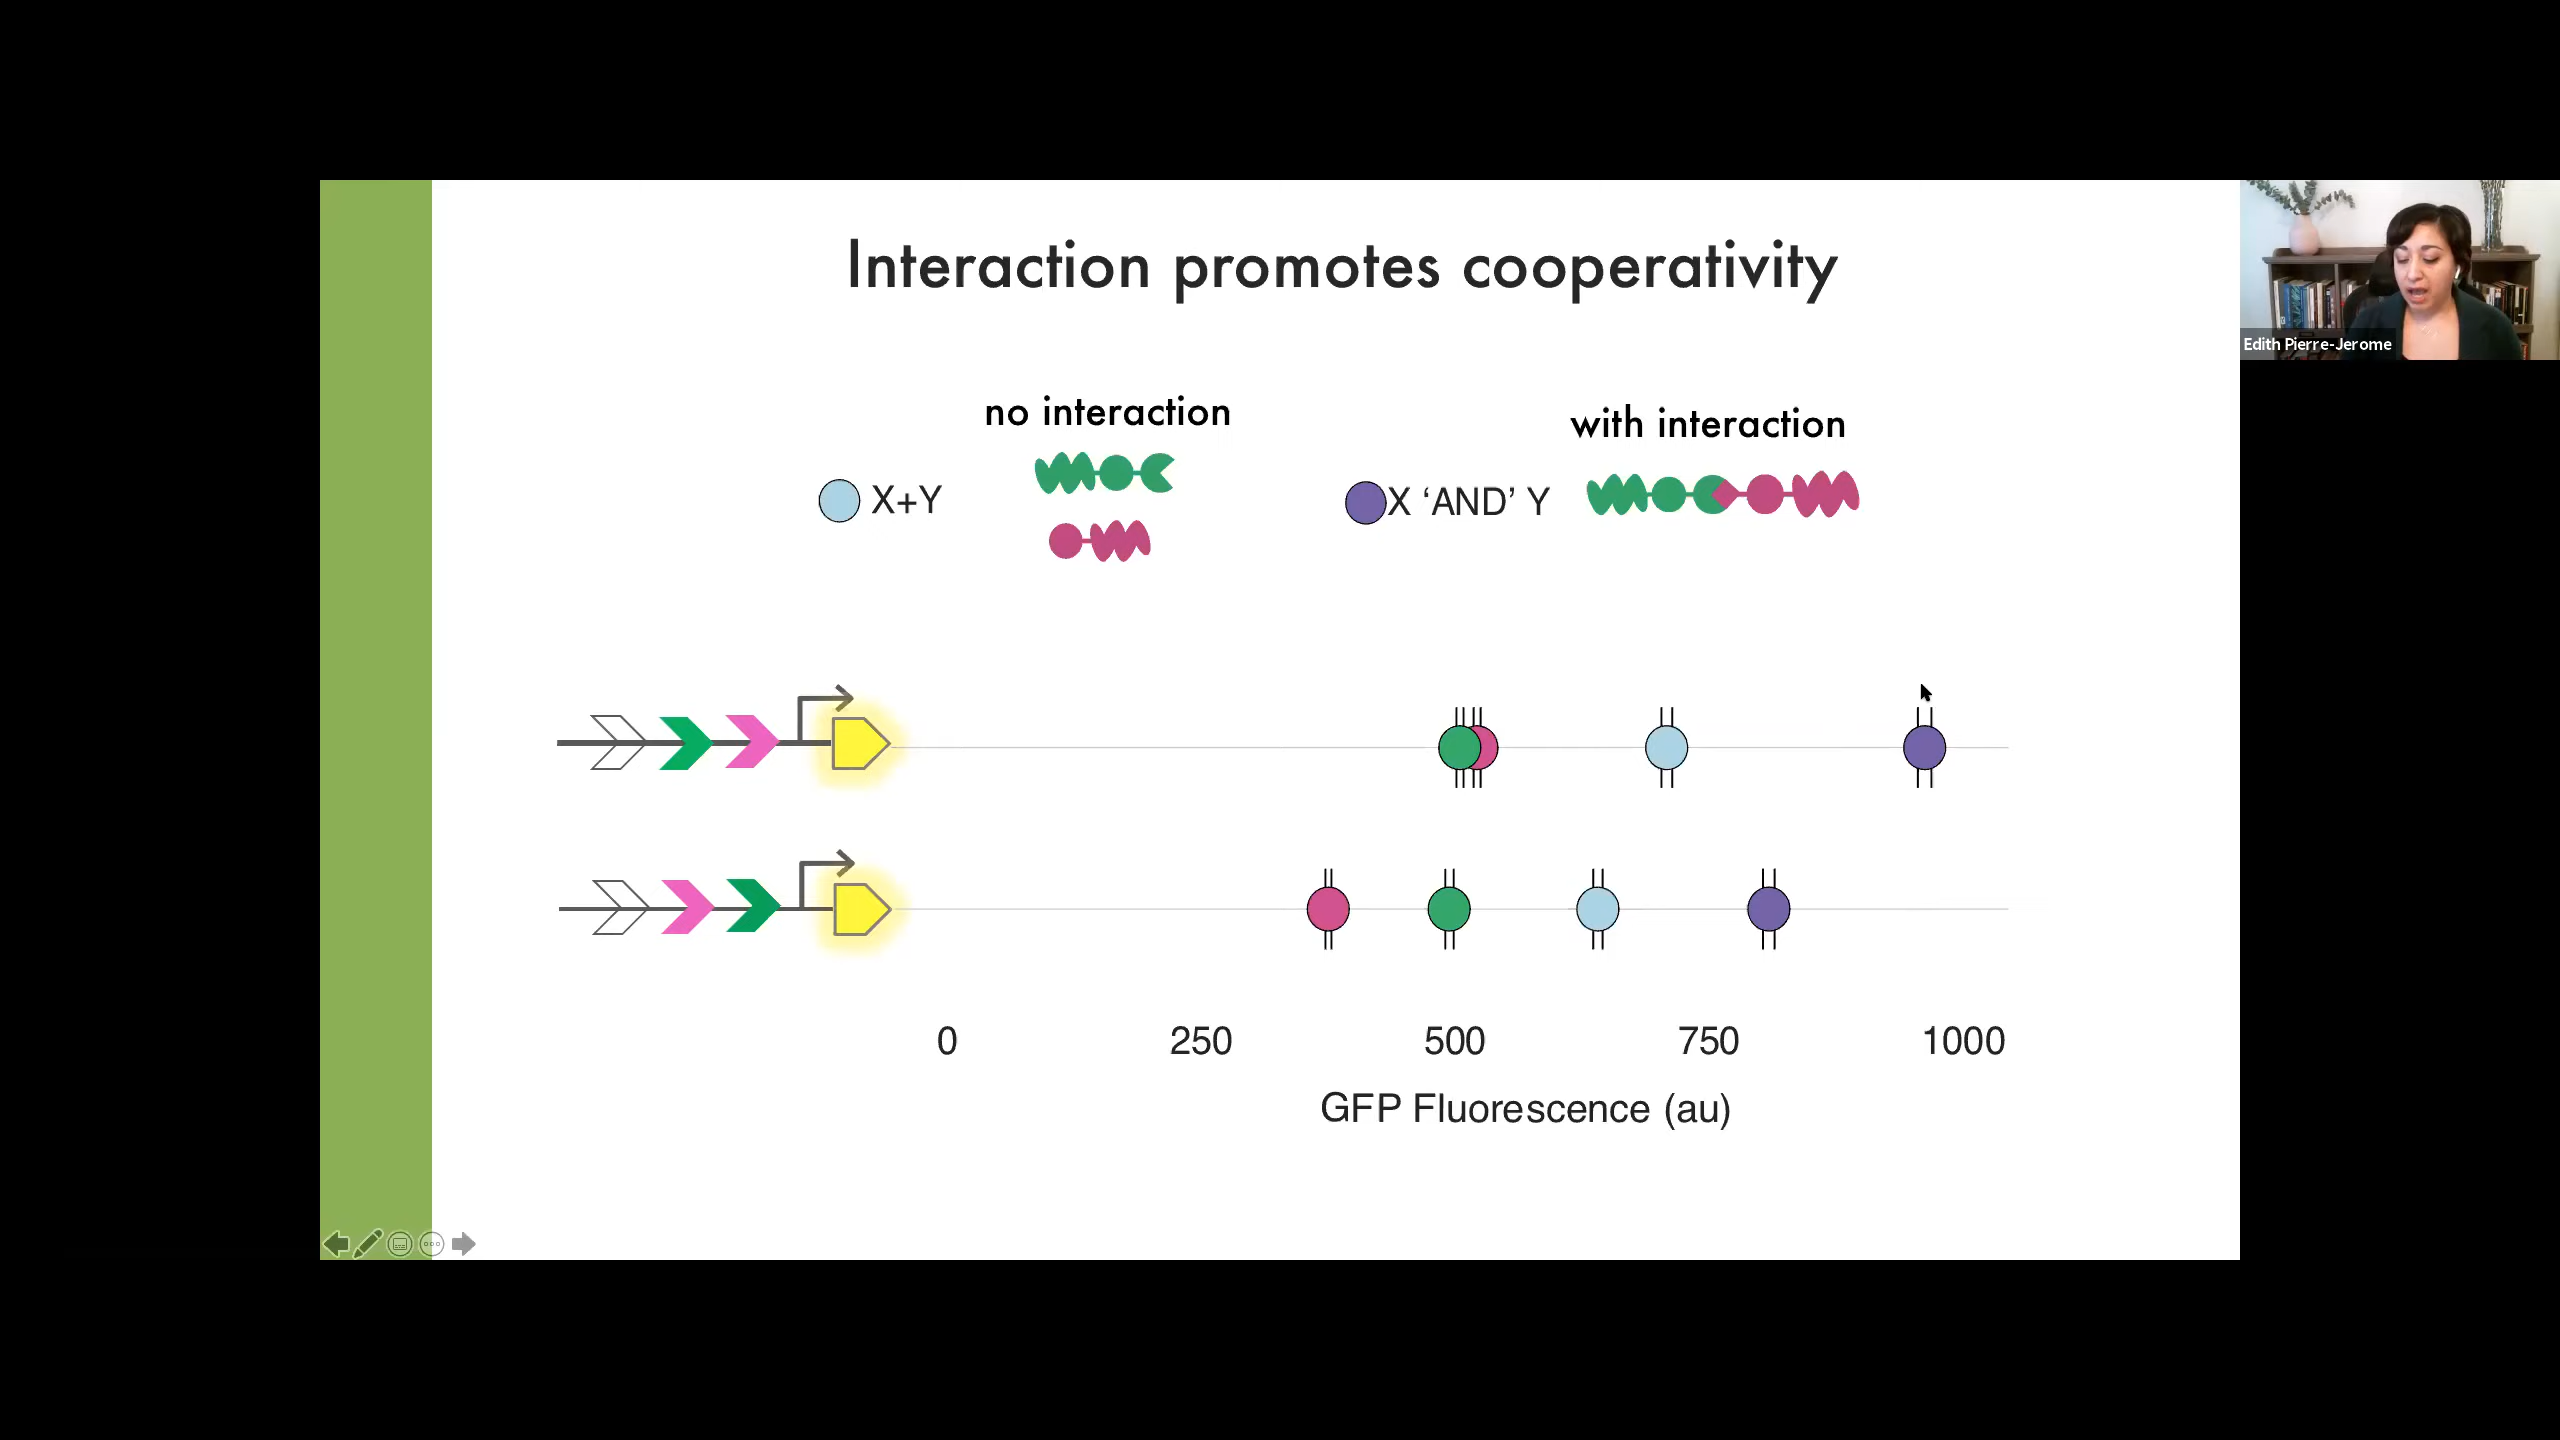 Interaction promotes cooperativity
Edith Pierre-Jerome
no interaction
with interaction
X+Y
X ‘AND’ Y
0 250 500 750 1000
GFP Fluorescence (au)